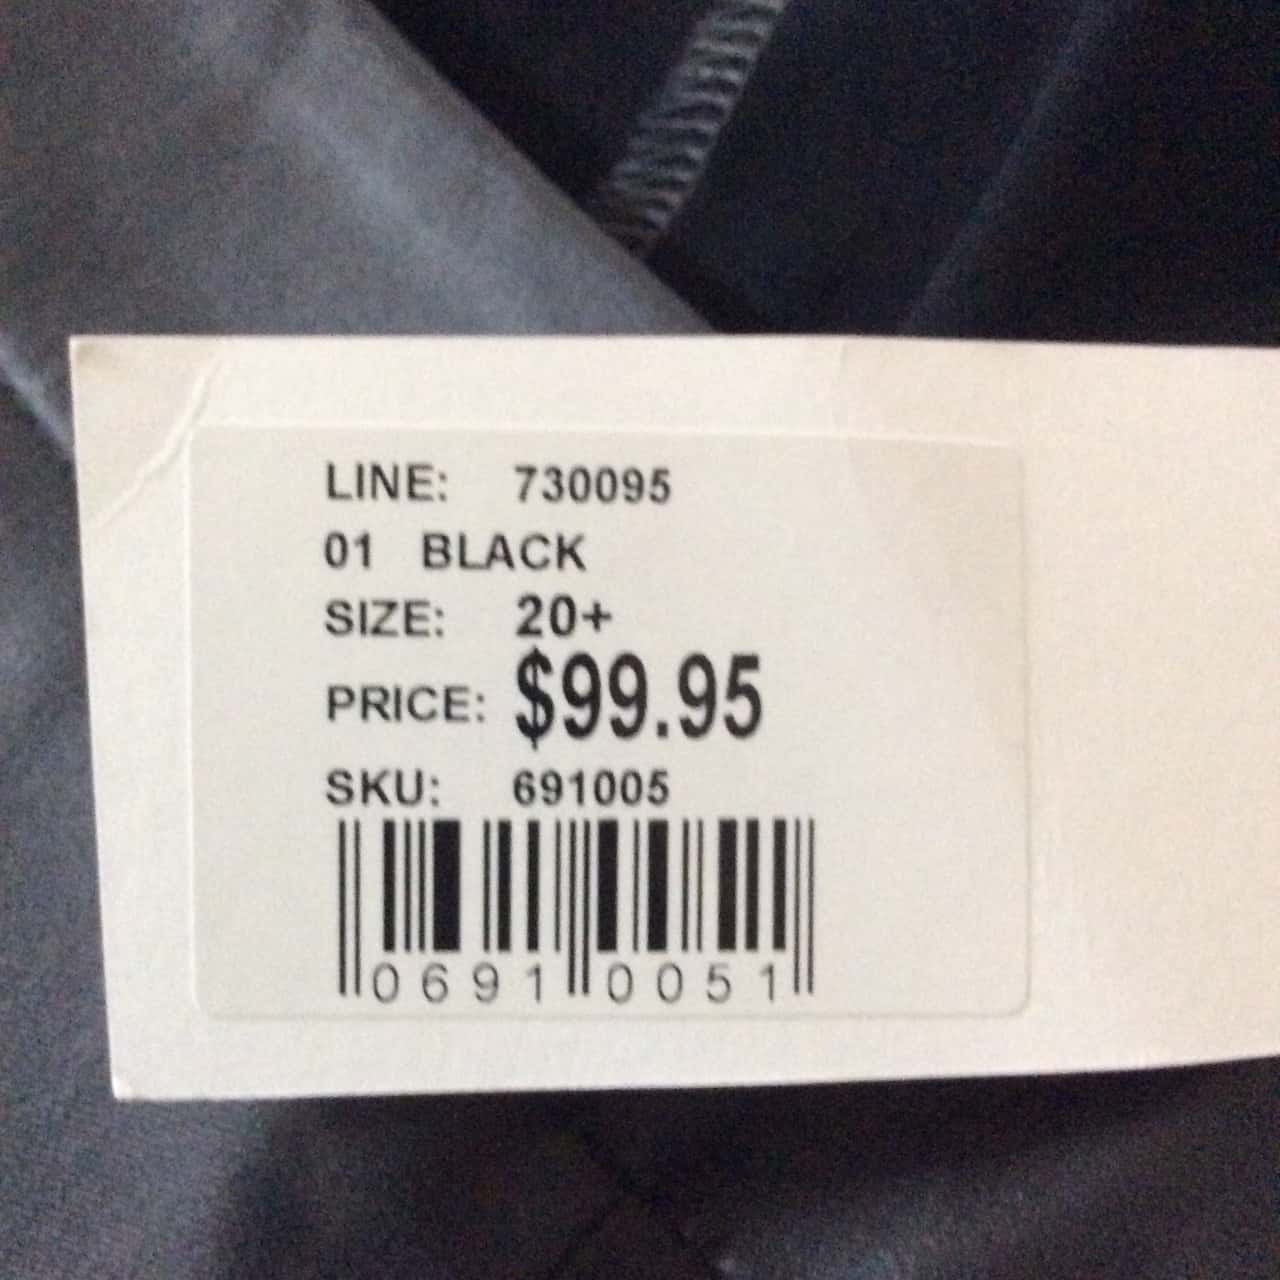 LINE: 730095
01 BLACK
SIZE: 20+
PRICE: $99.95
SKU: 691005
0691 0051